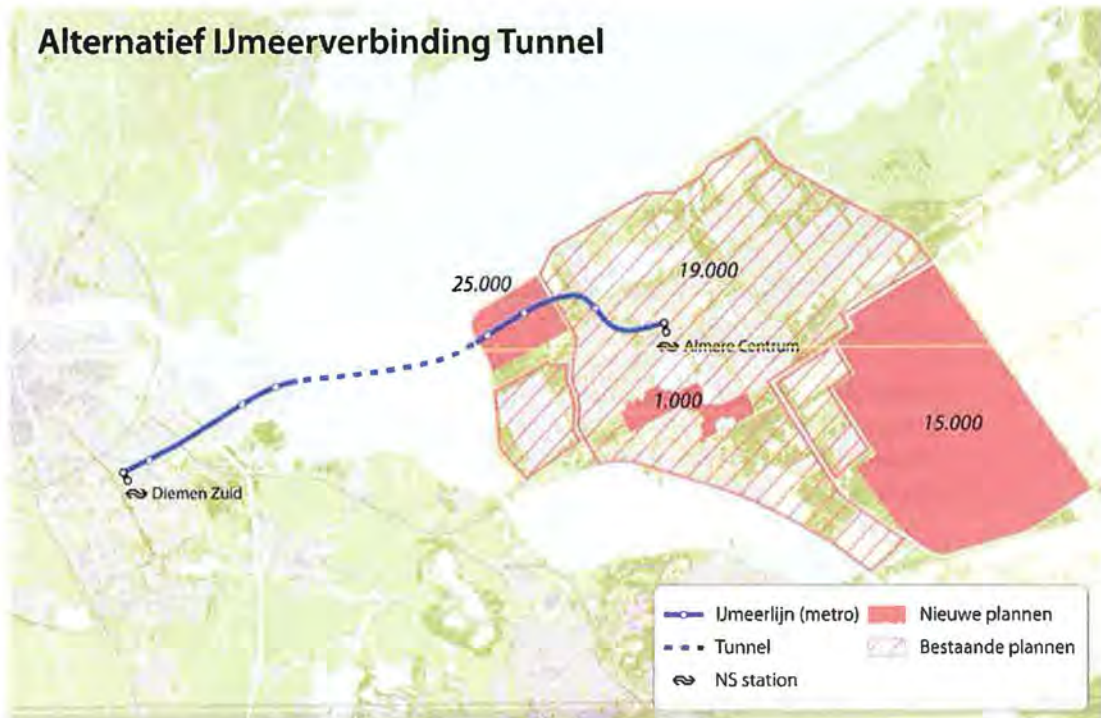 Alternatief IJmeerverbinding Tunnel
25.000
19.000
Almere Centrum
1.000
15.000
Diemen Zuid
IJmeerlijn (metro)
Nieuwe plannen
Tunnel
Bestaande plannen
NS station